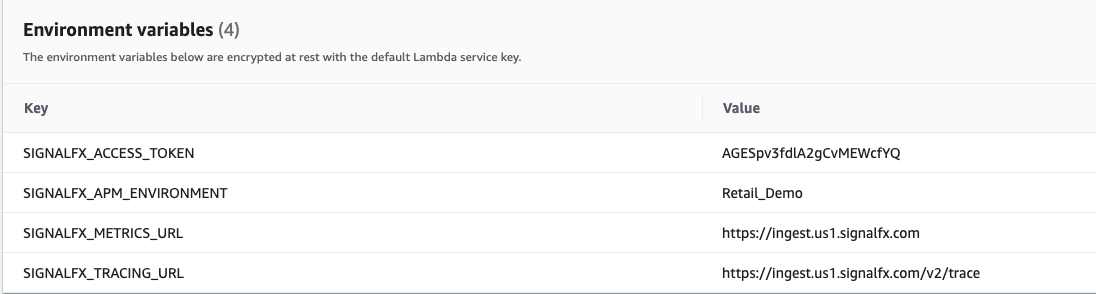 Environment variables (4)
The environment variables below are encrypted at rest with the default Lambda service key.
Key Value
SIGNALFX_ACCESS_TOKEN AGESpv3fdlA2gCvMEWcfYQ
SIGNALFX_APM_ENVIRONMENT Retail_Demo
SIGNALFX_METRICS_URL https://ingest.us1.signalfx.com
SIGNALFX_TRACING_URL https://ingest.us1.signalfx.com/v2/trace